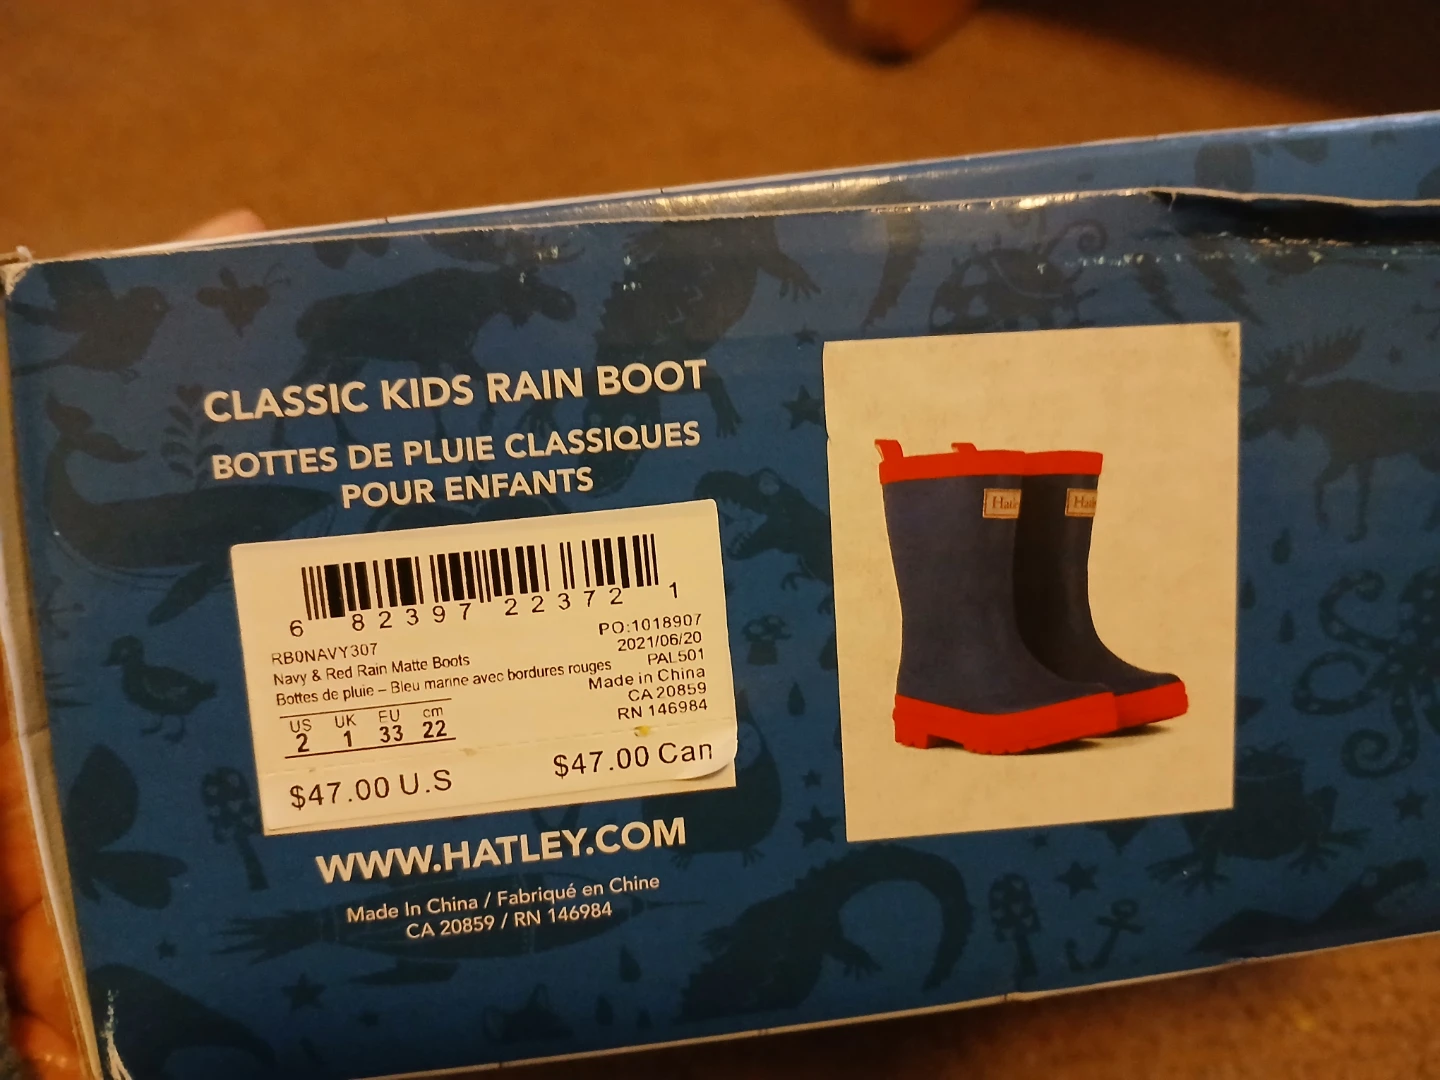 CLASSIC KIDS RAIN BOOT
BOTTES DE PLUIE CLASSIQUES
POUR ENFANTS
6 82397 22372 1
RB0NAVY307
Navy & Red Rain Matte Boots
Bottes de pluie – Bleu marine avec bordures rouges
PO:1018907
2021/06/20
PAL501
Made in China
CA 20859
RN 146984
US UK EU cm
2 1 33 22
$47.00 U.S $47.00 Can
WWW.HATLEY.COM
Made In China / Fabriqué en Chine
CA 20859 / RN 146984
Hatley